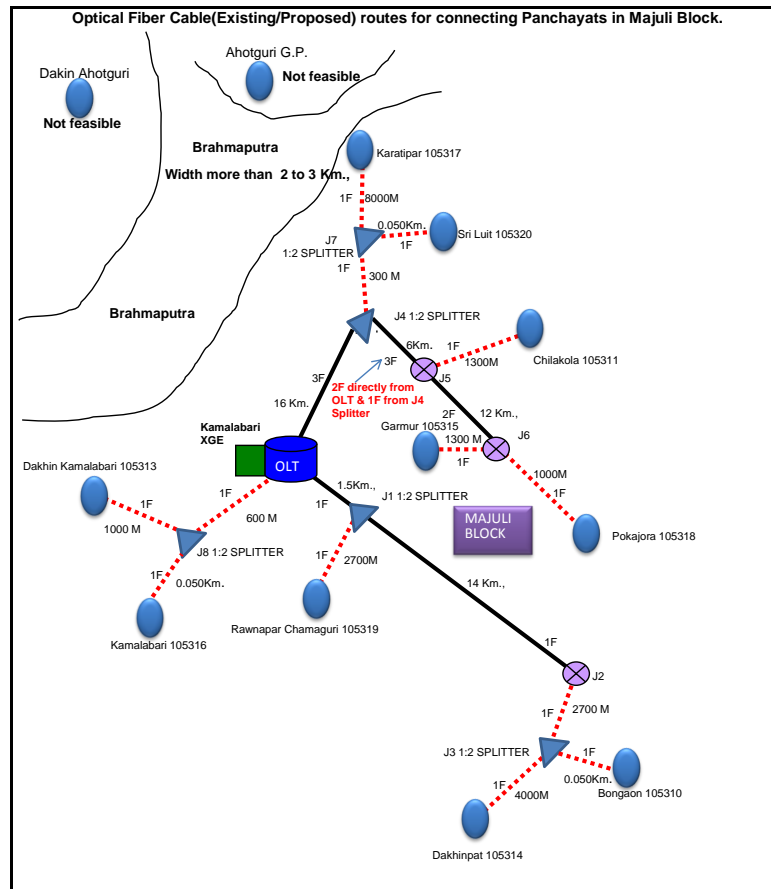 Optical Fiber Cable(Existing/Proposed) routes for connecting Panchayats in Majuli Block.
Ahotguri G.P.
Not feasible
Dakin Ahotguri
Not feasible
Brahmaputra
Width more than 2 to 3 Km.,
Karatipar 105317
1F
8000M
0.050Km.
1F
Sri Luit 105320
J7
1:2 SPLITTER
1F
300 M
Brahmaputra
J4 1:2 SPLITTER
6Km.
3F
1F
1300M
Chilakola 105311
J5
3F
16 Km.
2F directly from
OLT & 1F from J4
Splitter
2F
12 Km.,
Garmur 105315
1300 M
1F
J6
Kamalabari
XGE
OLT
1000M
1F
Pokajora 105318
Dakhin Kamalabari 105313
1F
1000 M
1F
600 M
J8 1:2 SPLITTER
1F
0.050Km.
Kamalabari 105316
1.5Km.,
1F
J1 1:2 SPLITTER
1F
2700M
Rawnapar Chamaguri 105319
MAJULI
BLOCK
14 Km.,
1F
J2
1F
2700 M
J3 1:2 SPLITTER
1F
0.050Km.
Bongaon 105310
1F
4000M
Dakhinpat 105314